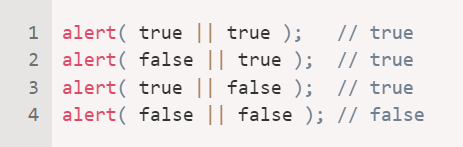 1 alert( true || true );   // true
2 alert( false || true );  // true
3 alert( true || false );  // true
4 alert( false || false ); // false